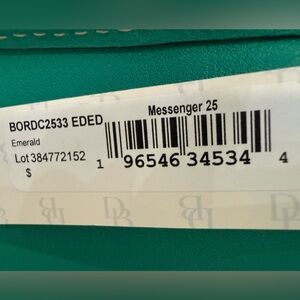 Messenger 25
BORDC2533 EDED
Emerald
Lot 384772152
$
1 96546 34534 4